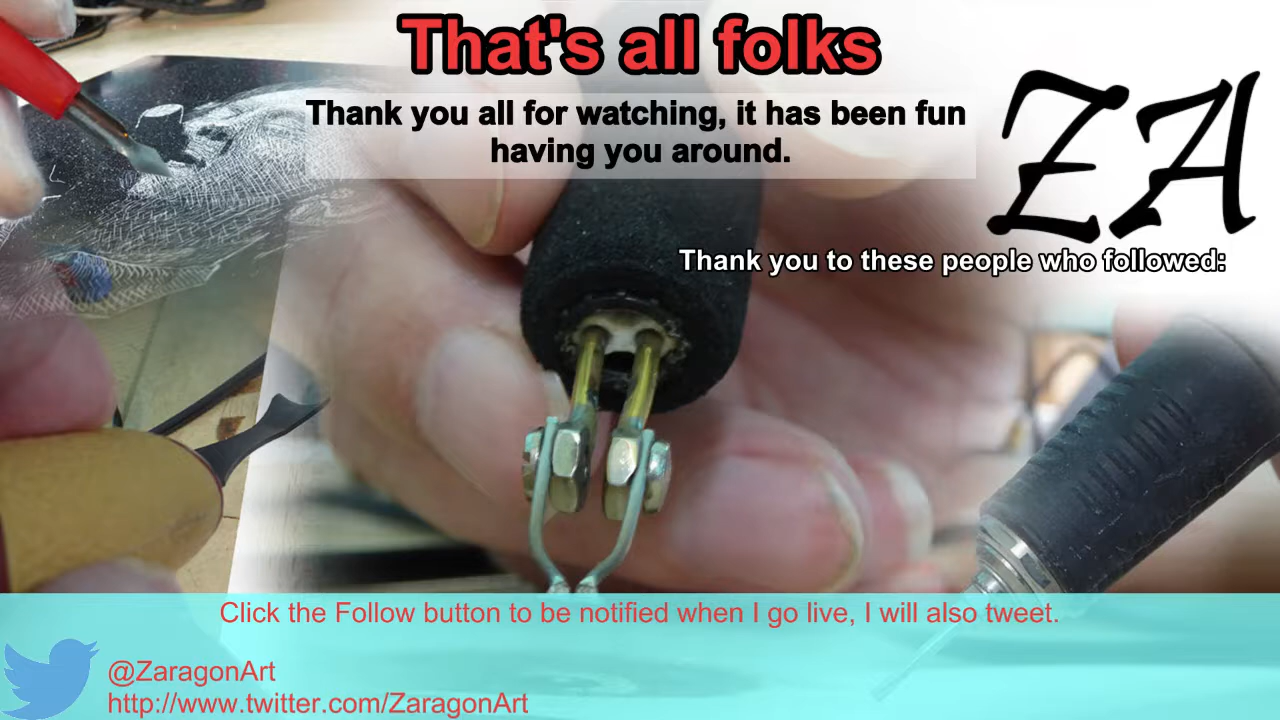 That's all folks
Thank you all for watching, it has been fun
having you around.
ZA
Thank you to these people who followed:
Click the Follow button to be notified when I go live, I will also tweet.
@ZaragonArt
http://www.twitter.com/ZaragonArt